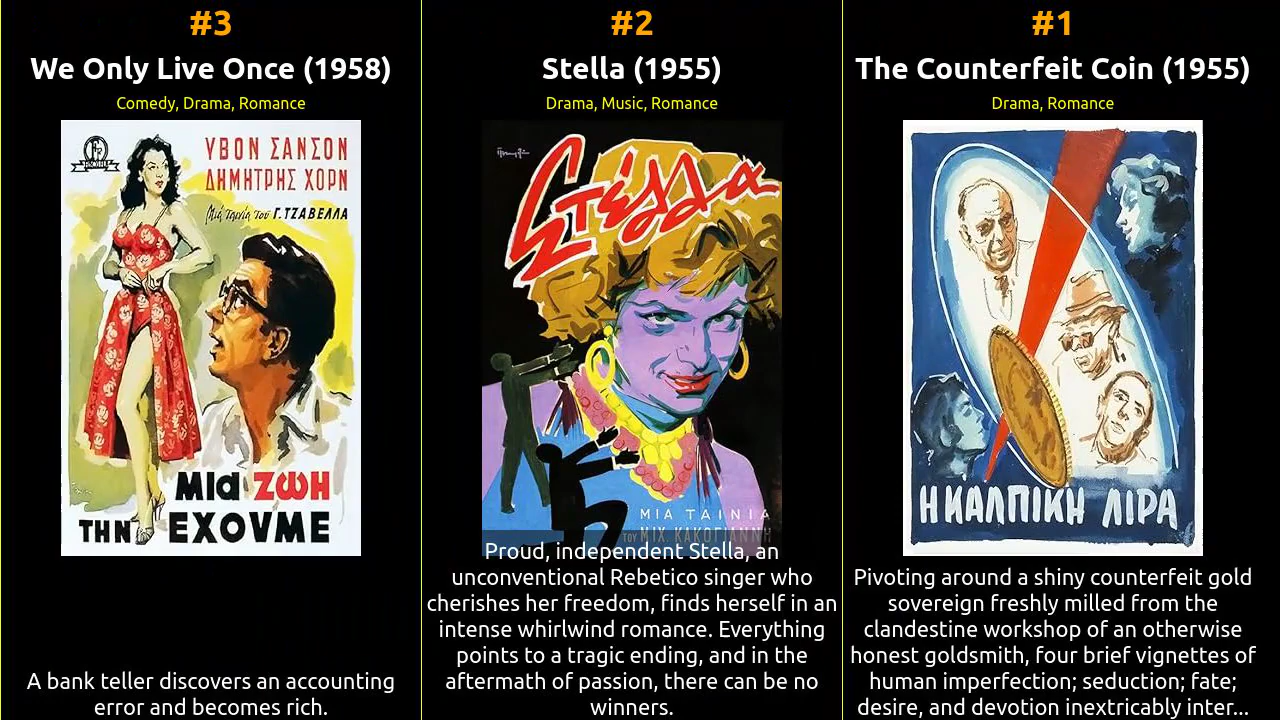 #3
We Only Live Once (1958)
Comedy, Drama, Romance
ΥΒΟΝ ΣΑΝΣΟΝ
ΔΗΜΗΤΡΗΣ ΧΟΡΝ
Μιά ταινία τοῦ Γ. ΤΖΑΒΕΛΛΑ
ΜΙα ΖωΗ
ΤΗΝ ΕΧΟVΜΕ
A bank teller discovers an accounting
error and becomes rich.
#2
Stella (1955)
Drama, Music, Romance
Στέλλα
ΜΙΑ ΤΑΙΝΙΑ
ΤΟΥ ΜΙΧ. ΚΑΚΟΓΙΑΝΝΗ
Proud, independent Stella, an
unconventional Rebetico singer who
cherishes her freedom, finds herself in an
intense whirlwind romance. Everything
points to a tragic ending, and in the
aftermath of passion, there can be no
winners.
#1
The Counterfeit Coin (1955)
Drama, Romance
Η ΚΑΛΠΙΚΗ ΛΙΡΑ
Pivoting around a shiny counterfeit gold
sovereign freshly milled from the
clandestine workshop of an otherwise
honest goldsmith, four brief vignettes of
human imperfection; seduction; fate;
desire, and devotion inextricably inter...